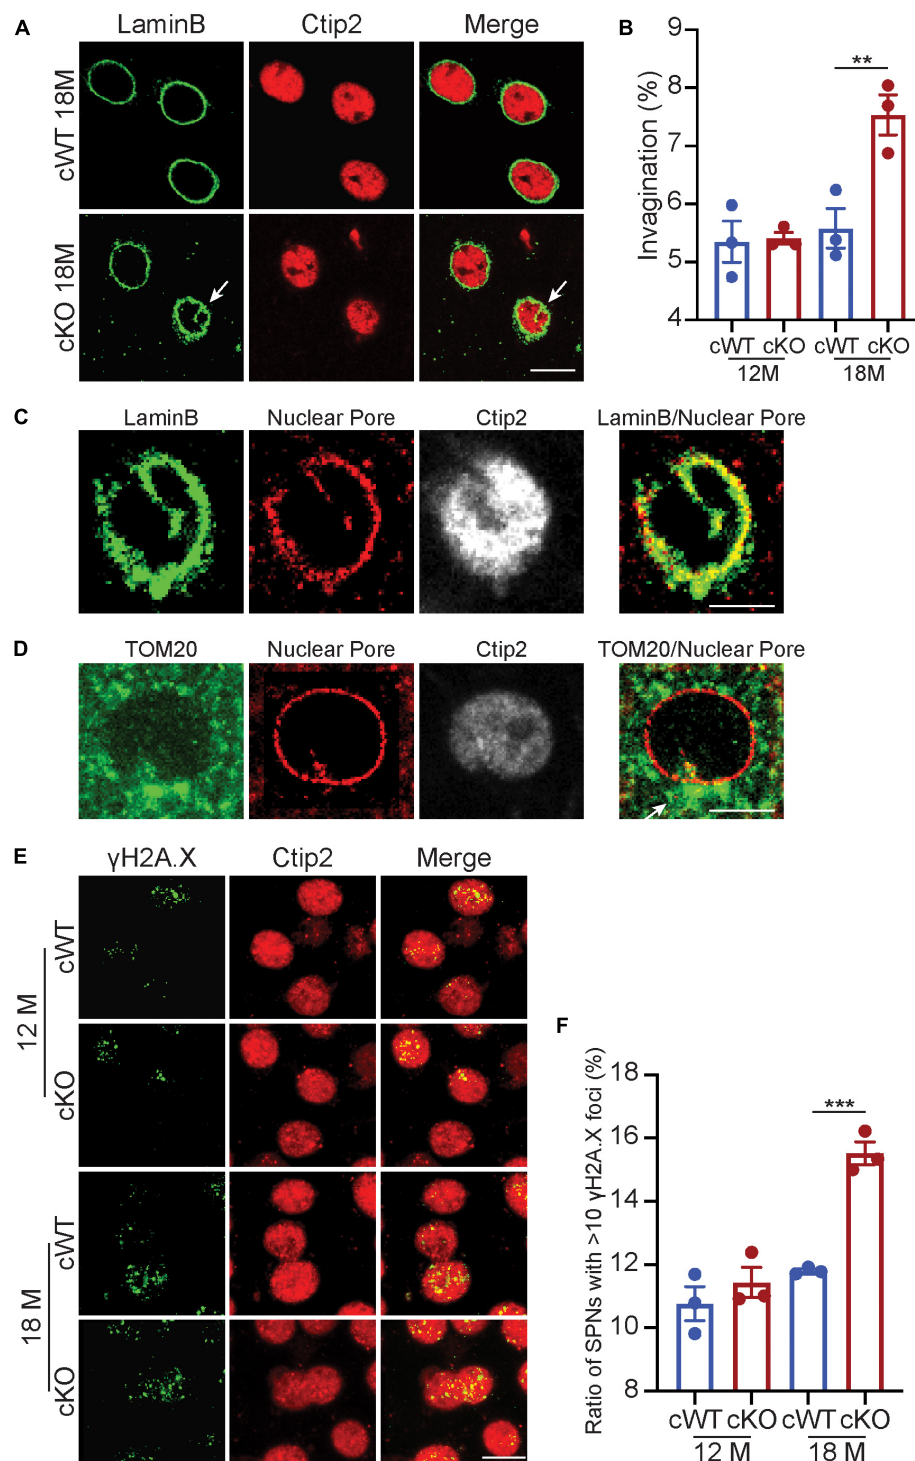 A
LaminB
Ctip2
Merge
cWT 18M
cKO 18M
B
Invagination (%)
9
8
7
6
5
4
**
cWT cKO cWT cKO
12M 18M
C
LaminB
Nuclear Pore
Ctip2
LaminB/Nuclear Pore
D
TOM20
Nuclear Pore
Ctip2
TOM20/Nuclear Pore
E
γH2A.X
Ctip2
Merge
12 M
cWT
cKO
18 M
cWT
cKO
F
Ratio of SPNs with >10 γH2A.X foci (%)
18
16
14
12
10
8
***
cWT cKO cWT cKO
12 M 18 M